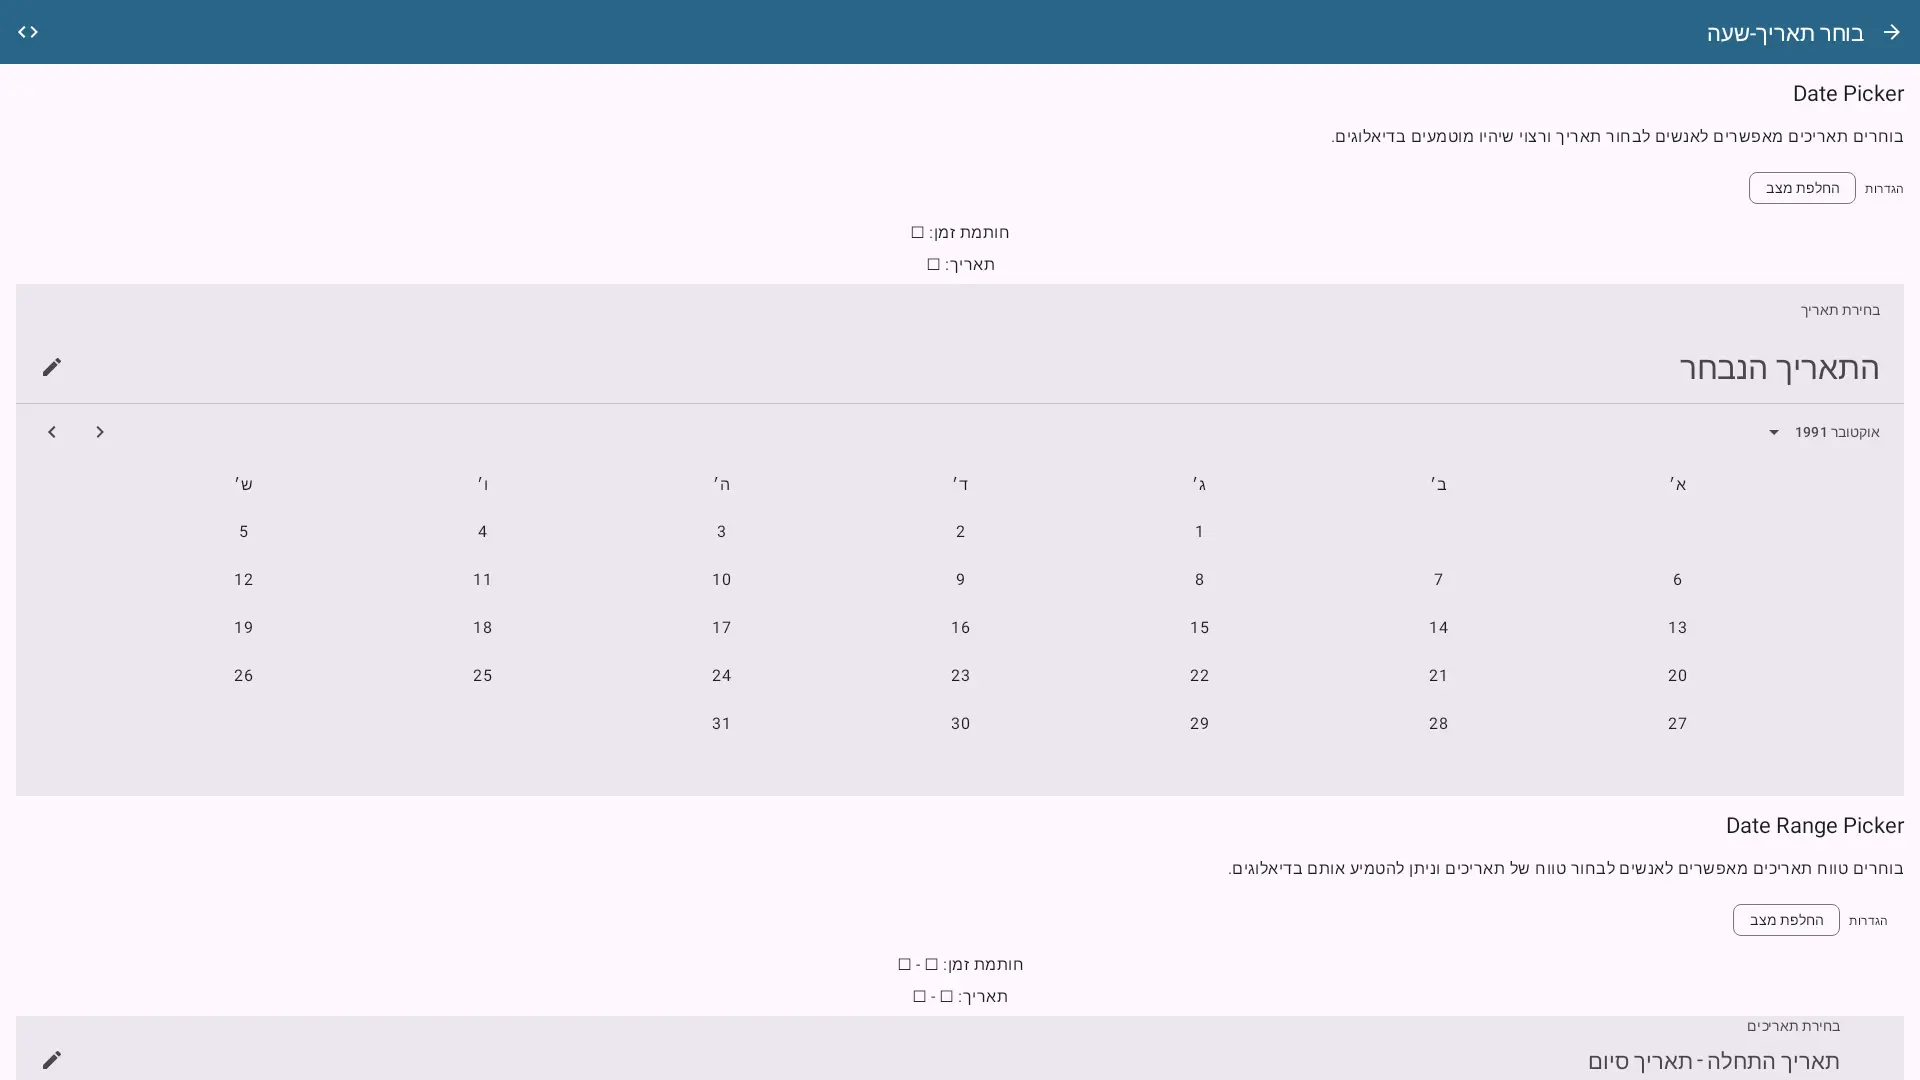 בוחר תאריך-שעה
Date Picker
בוחרים תאריכים מאפשרים לאנשים לבחור תאריך ורצוי שיהיו מוטמעים בדיאלוגים.
הגדרות החלפת מצב
חותמת זמן: ☐
תאריך: ☐
בחירת תאריך
התאריך הנבחר
אוקטובר 1991
א׳ ב׳ ג׳ ד׳ ה׳ ו׳ ש׳
1 2 3 4 5
6 7 8 9 10 11 12
13 14 15 16 17 18 19
20 21 22 23 24 25 26
27 28 29 30 31
Date Range Picker
בוחרים טווח תאריכים מאפשרים לאנשים לבחור טווח של תאריכים וניתן להטמיע אותם בדיאלוגים.
הגדרות החלפת מצב
חותמת זמן: ☐ - ☐
תאריך: ☐ - ☐
בחירת תאריכים
תאריך התחלה - תאריך סיום